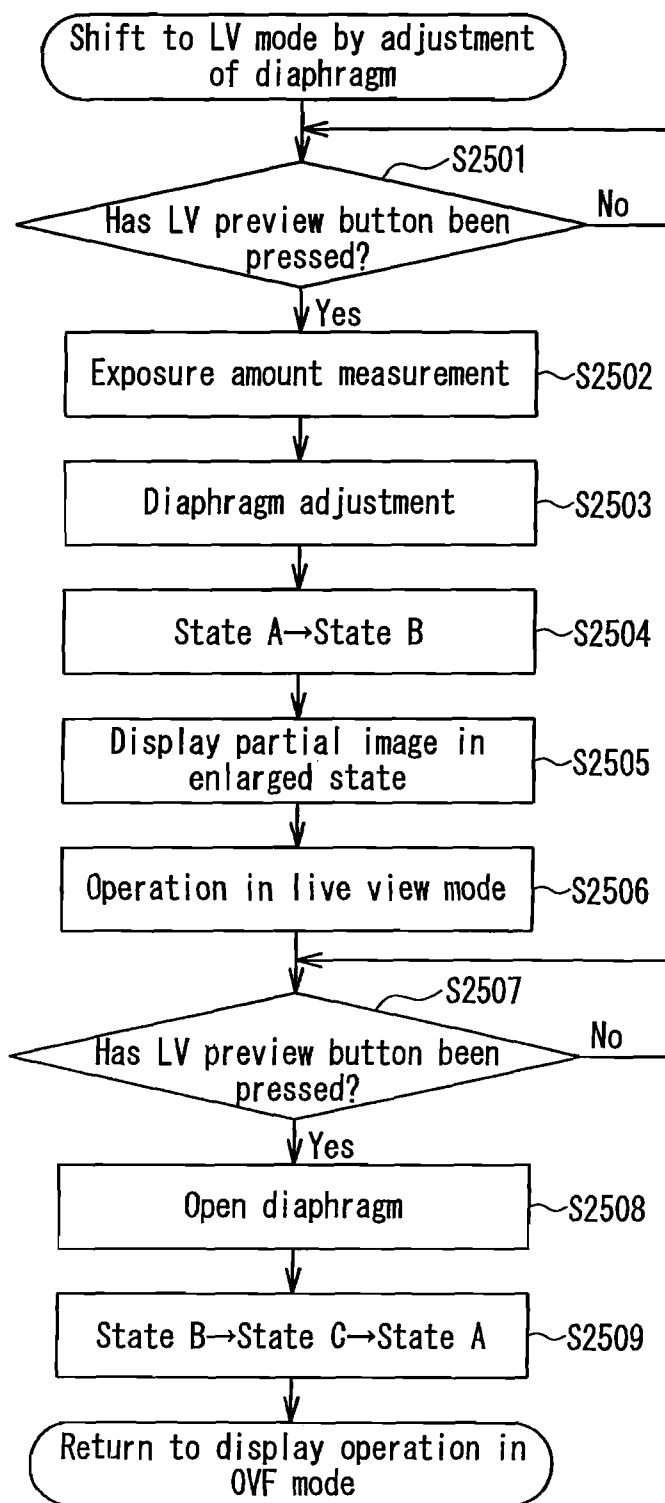 Shift to LV mode by adjustment
of diaphragm
S2501
Has LV preview button been
pressed?
No
Yes
Exposure amount measurement
S2502
Diaphragm adjustment
S2503
State A→State B
S2504
Display partial image in
enlarged state
S2505
Operation in live view mode
S2506
S2507
Has LV preview button been
pressed?
No
Yes
Open diaphragm
S2508
State B→State C→State A
S2509
Return to display operation in
OVF mode